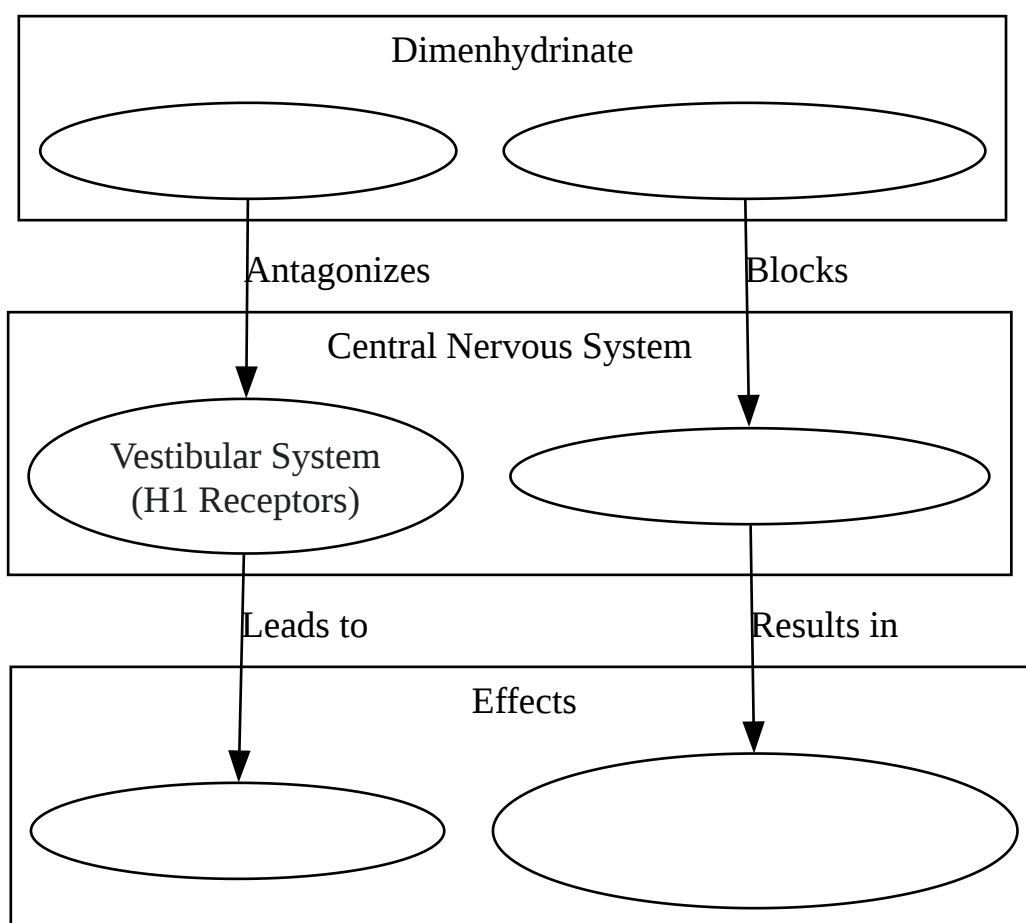 Dimenhydrinate
Antagonizes
Blocks
Central Nervous System
Vestibular System
(H1 Receptors)
Leads to
Results in
Effects